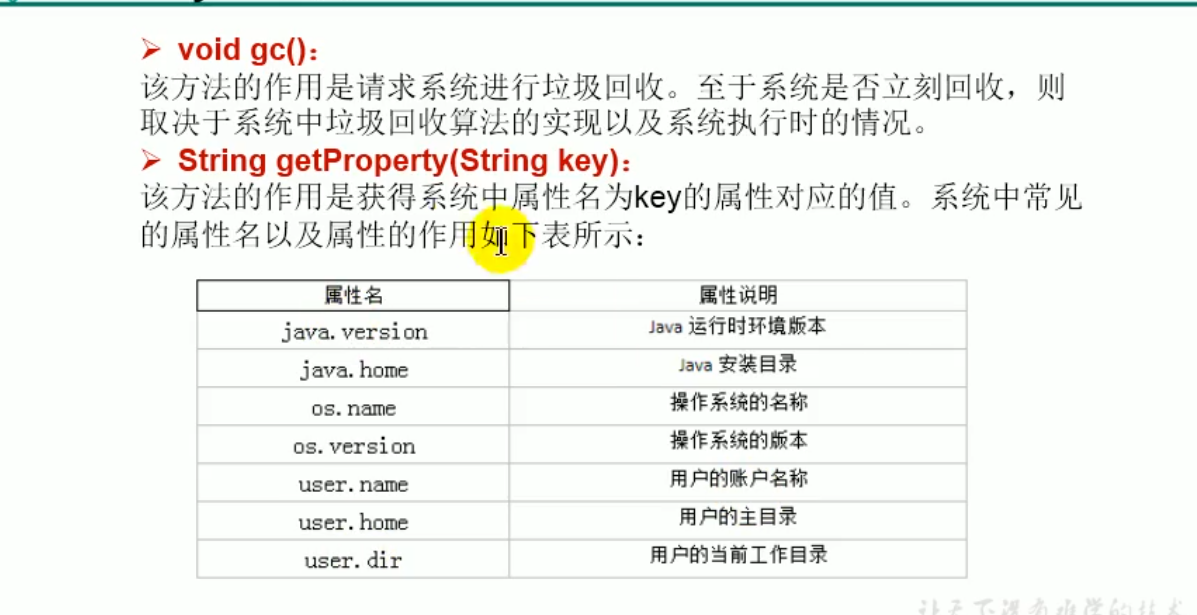 ➢ void gc():
该方法的作用是请求系统进行垃圾回收。至于系统是否立刻回收，则
取决于系统中垃圾回收算法的实现以及系统执行时的情况。
➢ String getProperty(String key):
该方法的作用是获得系统中属性名为key的属性对应的值。系统中常见
的属性名以及属性的作用如下表所示：
属性名 属性说明
java.version Java 运行时环境版本
java.home Java 安装目录
os.name 操作系统的名称
os.version 操作系统的版本
user.name 用户的账户名称
user.home 用户的主目录
user.dir 用户的当前工作目录
让天下没有难学的技术